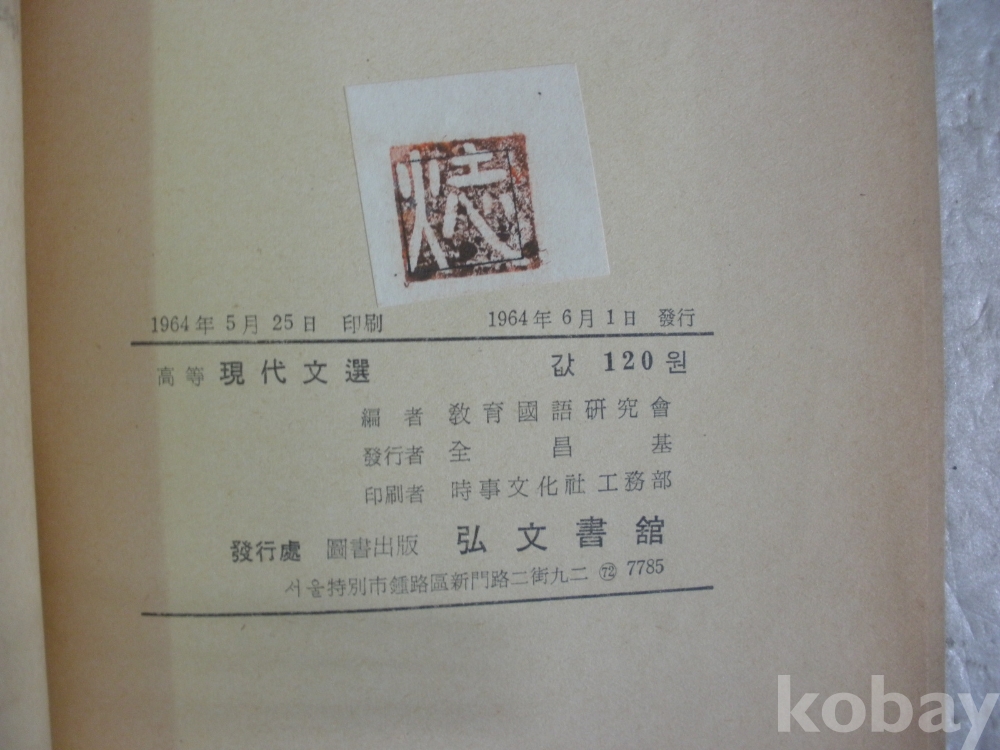 1964年 5月 25日 印刷 1964年 6月 1日 發行
高等 現代文選 값 120원
編者 敎育國語硏究會
發行者 全昌基
印刷者 時事文化社 工務部
發行處 圖書出版 弘文書舘
서울特別市鍾路區新門路二街九二 ㊆ 7785
kobay